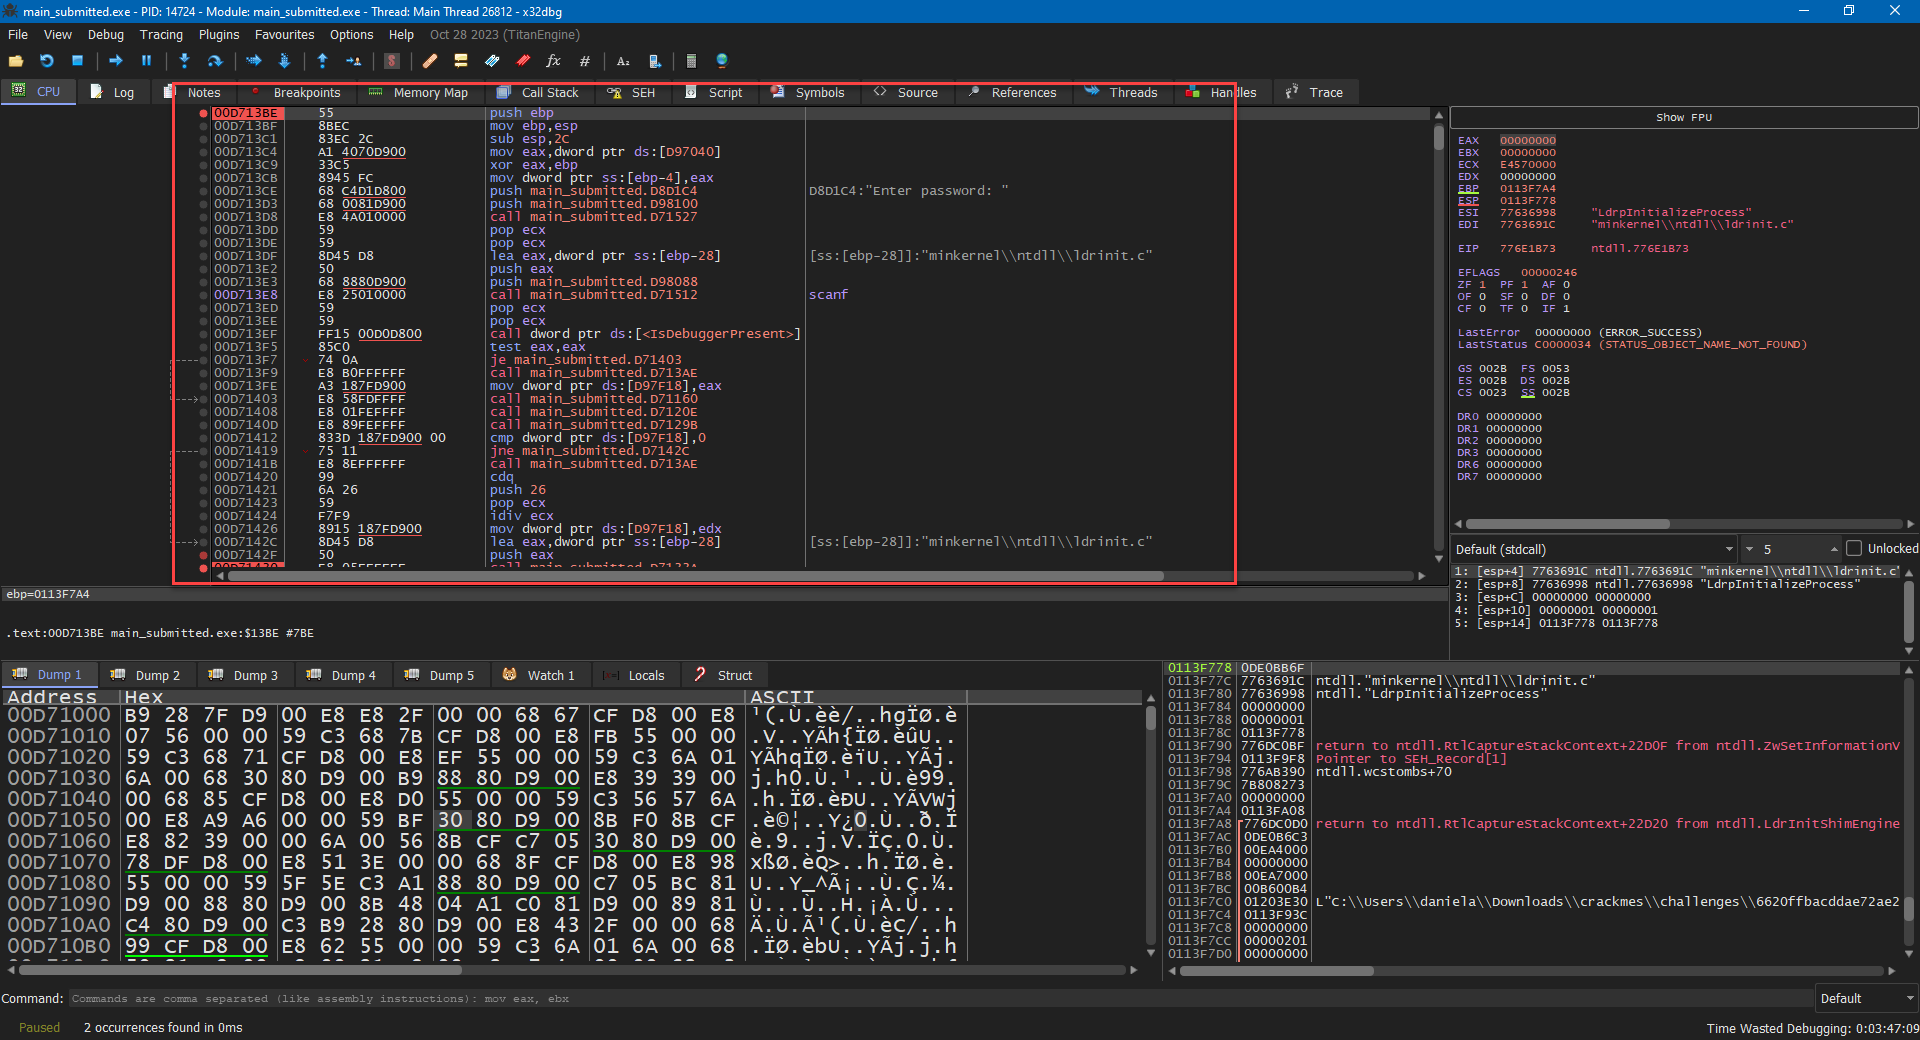 main_submitted.exe - PID: 14724 - Module: main_submitted.exe - Thread: Main Thread 26812 - x32dbg
File View Debug Tracing Plugins Favourites Options Help Oct 28 2023 (TitanEngine)
CPU Log Notes Breakpoints Memory Map Call Stack SEH Script Symbols Source References Threads Handles Trace
00D713BE 55 push ebp
00D713BF 8BEC mov ebp,esp
00D713C1 83EC 2C sub esp,2C
00D713C4 A1 4070D900 mov eax,dword ptr ds:[D97040]
00D713C9 33C5 xor eax,ebp
00D713CB 8945 FC mov dword ptr ss:[ebp-4],eax
00D713CE 68 C4D1D800 push main_submitted.D8D1C4 D8D1C4:"Enter password: "
00D713D3 68 0081D900 push main_submitted.D98100
00D713D8 E8 4A010000 call main_submitted.D71527
00D713DD 59 pop ecx
00D713DE 59 pop ecx
00D713DF 8D45 D8 lea eax,dword ptr ss:[ebp-28] [ss:[ebp-28]]:"minkernel\\ntdll\\ldrinit.c"
00D713E2 50 push eax
00D713E3 68 8880D900 push main_submitted.D98088
00D713E8 E8 25010000 call main_submitted.D71512 scanf
00D713ED 59 pop ecx
00D713EE 59 pop ecx
00D713EF FF15 00D0D800 call dword ptr ds:[<IsDebuggerPresent>]
00D713F5 85C0 test eax,eax
00D713F7 74 0A je main_submitted.D71403
00D713F9 E8 B0FFFFFF call main_submitted.D713AE
00D713FE A3 187FD900 mov dword ptr ds:[D97F18],eax
00D71403 E8 58FDFFFF call main_submitted.D71160
00D71408 E8 01FEFFFF call main_submitted.D7120E
00D7140D E8 89FEFFFF call main_submitted.D7129B
00D71412 833D 187FD900 00 cmp dword ptr ds:[D97F18],0
00D71419 75 11 jne main_submitted.D7142C
00D7141B E8 8EFFFFFF call main_submitted.D713AE
00D71420 99 cdq
00D71421 6A 26 push 26
00D71423 59 pop ecx
00D71424 F7F9 idiv ecx
00D71426 8915 187FD900 mov dword ptr ds:[D97F18],edx
00D7142C 8D45 D8 lea eax,dword ptr ss:[ebp-28] [ss:[ebp-28]]:"minkernel\\ntdll\\ldrinit.c"
00D7142F 50 push eax
Show FPU
EAX 00000000
EBX 00000000
ECX E4570000
EDX 00000000
EBP 0113F7A4
ESP 0113F778
ESI 77636998 "LdrpInitializeProcess"
EDI 7763691C "minkernel\\ntdll\\ldrinit.c"
EIP 776E1B73 ntdll.776E1B73
EFLAGS 00000246
ZF 1 PF 1 AF 0
OF 0 SF 0 DF 0
CF 0 TF 0 IF 1
LastError 00000000 (ERROR_SUCCESS)
LastStatus C0000034 (STATUS_OBJECT_NAME_NOT_FOUND)
GS 002B FS 0053
ES 002B DS 002B
CS 0023 SS 002B
DR0 00000000
DR1 00000000
DR2 00000000
DR3 00000000
DR6 00000000
DR7 00000000
Default (stdcall) 5 Unlocked
1: [esp+4] 7763691C ntdll.7763691C "minkernel\\ntdll\\ldrinit.c'
2: [esp+8] 77636998 ntdll.77636998 "LdrpInitializeProcess"
3: [esp+C] 00000000 00000000
4: [esp+10] 00000001 00000001
5: [esp+14] 0113F778 0113F778
ebp=0113F7A4
.text:00D713BE main_submitted.exe:$13BE #7BE
Dump 1 Dump 2 Dump 3 Dump 4 Dump 5 Watch 1 Locals Struct
Address Hex ASCII
00D71000 B9 28 7F D9 00 E8 E8 2F 00 00 68 67 CF D8 00 E8 ¹(.Ù.èè/..hgÏØ.è
00D71010 07 56 00 00 59 C3 68 7B CF D8 00 E8 FB 55 00 00 .V..YÃh{ÏØ.èûU..
00D71020 59 C3 68 71 CF D8 00 E8 EF 55 00 00 59 C3 6A 01 YÃhqÏØ.èïU..YÃj.
00D71030 6A 00 68 30 80 D9 00 B9 88 80 D9 00 E8 39 39 00 j.h0.Ù.¹..Ù.è99.
00D71040 00 68 85 CF D8 00 E8 D0 55 00 00 59 C3 56 57 6A .h.ÏØ.èÐU..YÃVWj
00D71050 00 E8 A9 A6 00 00 59 BF 30 80 D9 00 8B F0 8B CF .è©¦..Y¿0.Ù..ð.Ï
00D71060 E8 82 39 00 00 6A 00 56 8B CF C7 05 30 80 D9 00 è.9..j.V.ÏÇ.0.Ù.
00D71070 78 DF D8 00 E8 51 3E 00 00 68 8F CF D8 00 E8 98 xßØ.èQ>..h.ÏØ.è.
00D71080 55 00 00 59 5F 5E C3 A1 88 80 D9 00 C7 05 BC 81 U..Y_^Ã¡..Ù.Ç.¼.
00D71090 D9 00 88 80 D9 00 8B 48 04 A1 C0 81 D9 00 89 81 Ù...Ù..H.¡À.Ù...
00D710A0 C4 80 D9 00 C3 B9 28 80 D9 00 E8 43 2F 00 00 68 Ä.Ù.Ã¹(.Ù.èC/..h
00D710B0 99 CF D8 00 E8 62 55 00 00 59 C3 6A 01 6A 00 68 .ÏØ.èbU..YÃj.j.h
0113F778 0DE0BB6F
0113F77C 7763691C ntdll."minkernel\\ntdll\\ldrinit.c"
0113F780 77636998 ntdll."LdrpInitializeProcess"
0113F784 00000000
0113F788 00000001
0113F78C 0113F778
0113F790 776DC0BF return to ntdll.RtlCaptureStackContext+22D0F from ntdll.ZwSetInformationV
0113F794 0113F9F8 Pointer to SEH_Record[1]
0113F798 776AB390 ntdll.wcstombs+70
0113F79C 7B808273
0113F7A0 00000000
0113F7A4 0113FA08
0113F7A8 776DC0D0 return to ntdll.RtlCaptureStackContext+22D20 from ntdll.LdrInitShimEngine
0113F7AC 0DE0B6C3
0113F7B0 00EA4000
0113F7B4 00000000
0113F7B8 00EA7000
0113F7BC 00B600B4
0113F7C0 01203E30 L"C:\\Users\\daniela\\Downloads\\crackmes\\challenges\\6620ffbacddae72ae2
0113F7C4 0113F93C
0113F7C8 00000000
0113F7CC 00000201
0113F7D0 00000000
Command: Commands are comma separated (like assembly instructions): mov eax, ebx Default
Paused 2 occurrences found in 0ms Time Wasted Debugging: 0:03:47:09